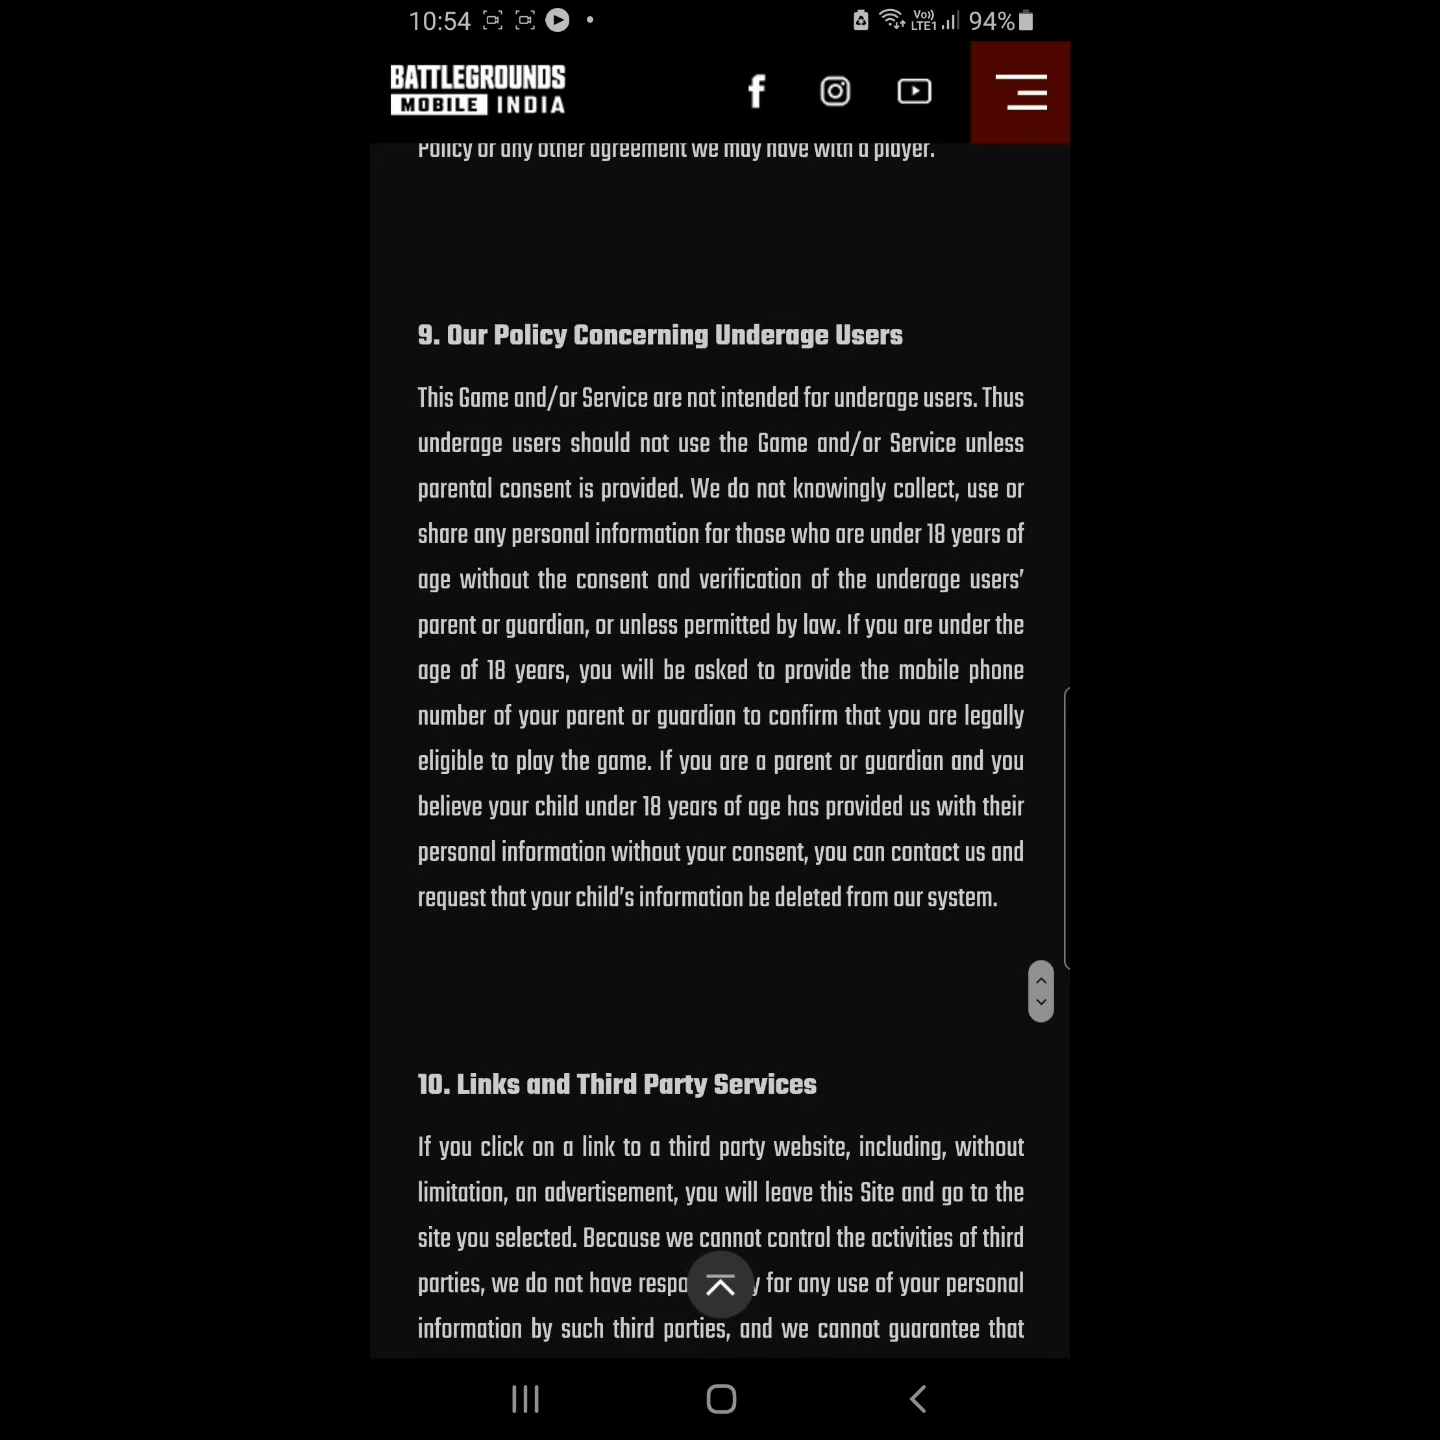 10:54
Vo))
LTE1
94%
BATTLEGROUNDS
MOBILE INDIA
Policy or any other agreement we may have with a player.
9. Our Policy Concerning Underage Users
This Game and/or Service are not intended for underage users. Thus
underage users should not use the Game and/or Service unless
parental consent is provided. We do not knowingly collect, use or
share any personal information for those who are under 18 years of
age without the consent and verification of the underage users’
parent or guardian, or unless permitted by law. If you are under the
age of 18 years, you will be asked to provide the mobile phone
number of your parent or guardian to confirm that you are legally
eligible to play the game. If you are a parent or guardian and you
believe your child under 18 years of age has provided us with their
personal information without your consent, you can contact us and
request that your child’s information be deleted from our system.
10. Links and Third Party Services
If you click on a link to a third party website, including, without
limitation, an advertisement, you will leave this Site and go to the
site you selected. Because we cannot control the activities of third
parties, we do not have for any use of your personal
information by such third parties, and we cannot guarantee that